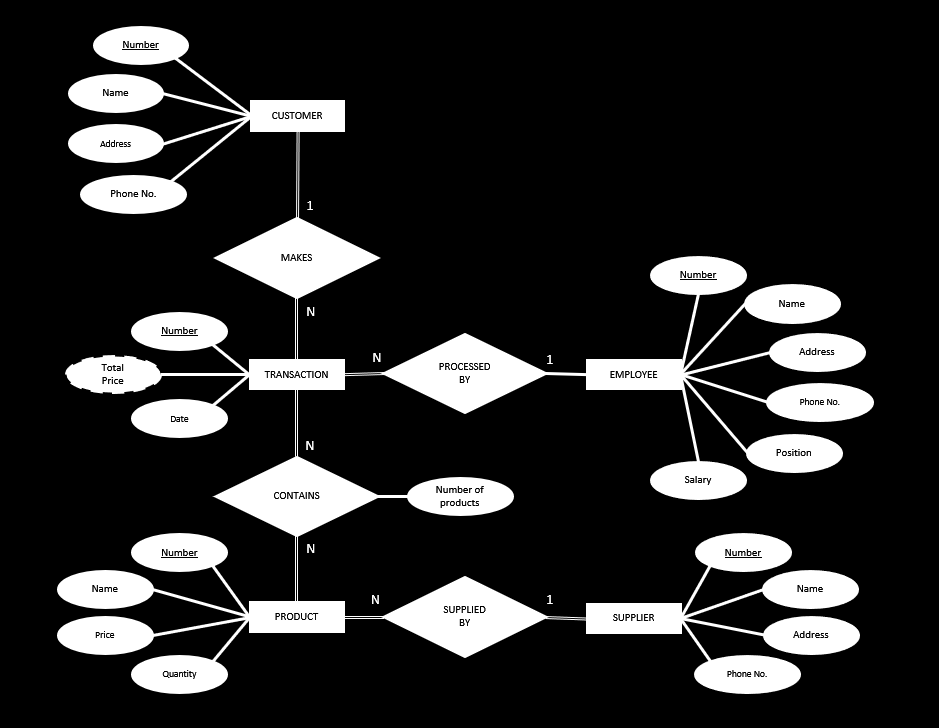 Number
Name
CUSTOMER
Address
Phone No.
1
MAKES
Number
N
Name
Number
Address
N
PROCESSED
BY
1
Total
Price
TRANSACTION
EMPLOYEE
Phone No.
Date
Position
N
Salary
CONTAINS
Number of
products
N
Number
Number
Name
Name
N
SUPPLIED
BY
1
PRODUCT
SUPPLIER
Price
Address
Quantity
Phone No.